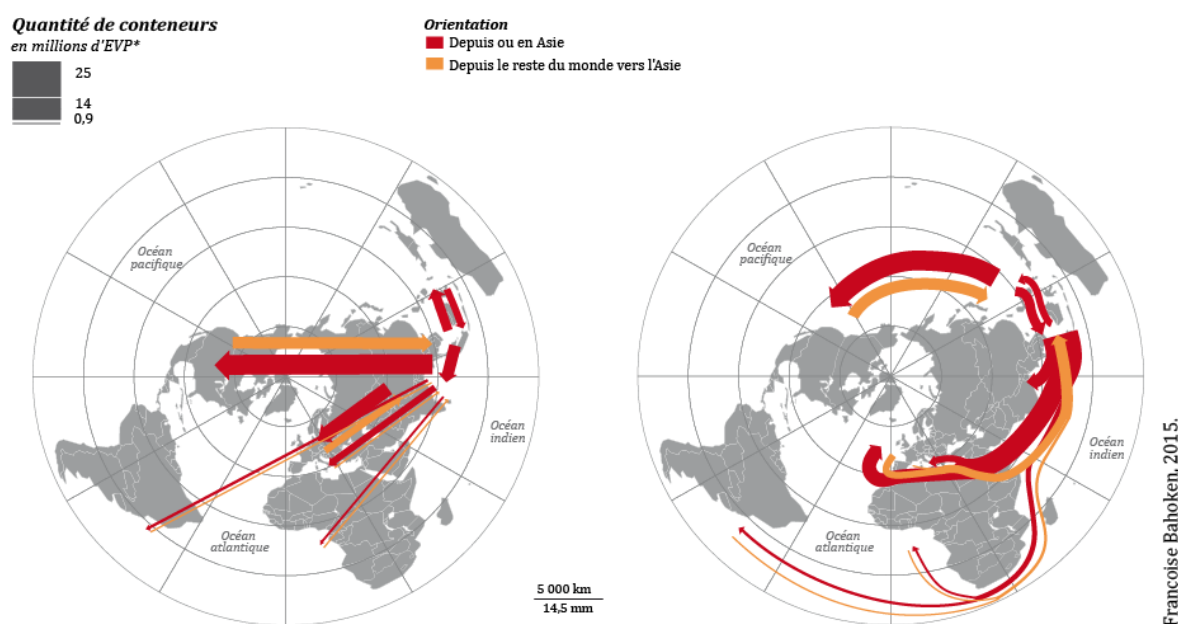 Quantité de conteneurs
en millions d'EVP*
25
14
0,9
Orientation
Depuis ou en Asie
Depuis le reste du monde vers l'Asie
Océan
pacifique
Océan
indien
Océan
atlantique
5 000 km
14,5 mm
Océan
pacifique
Océan
indien
Océan
atlantique
Françoise Bahoken, 2015.